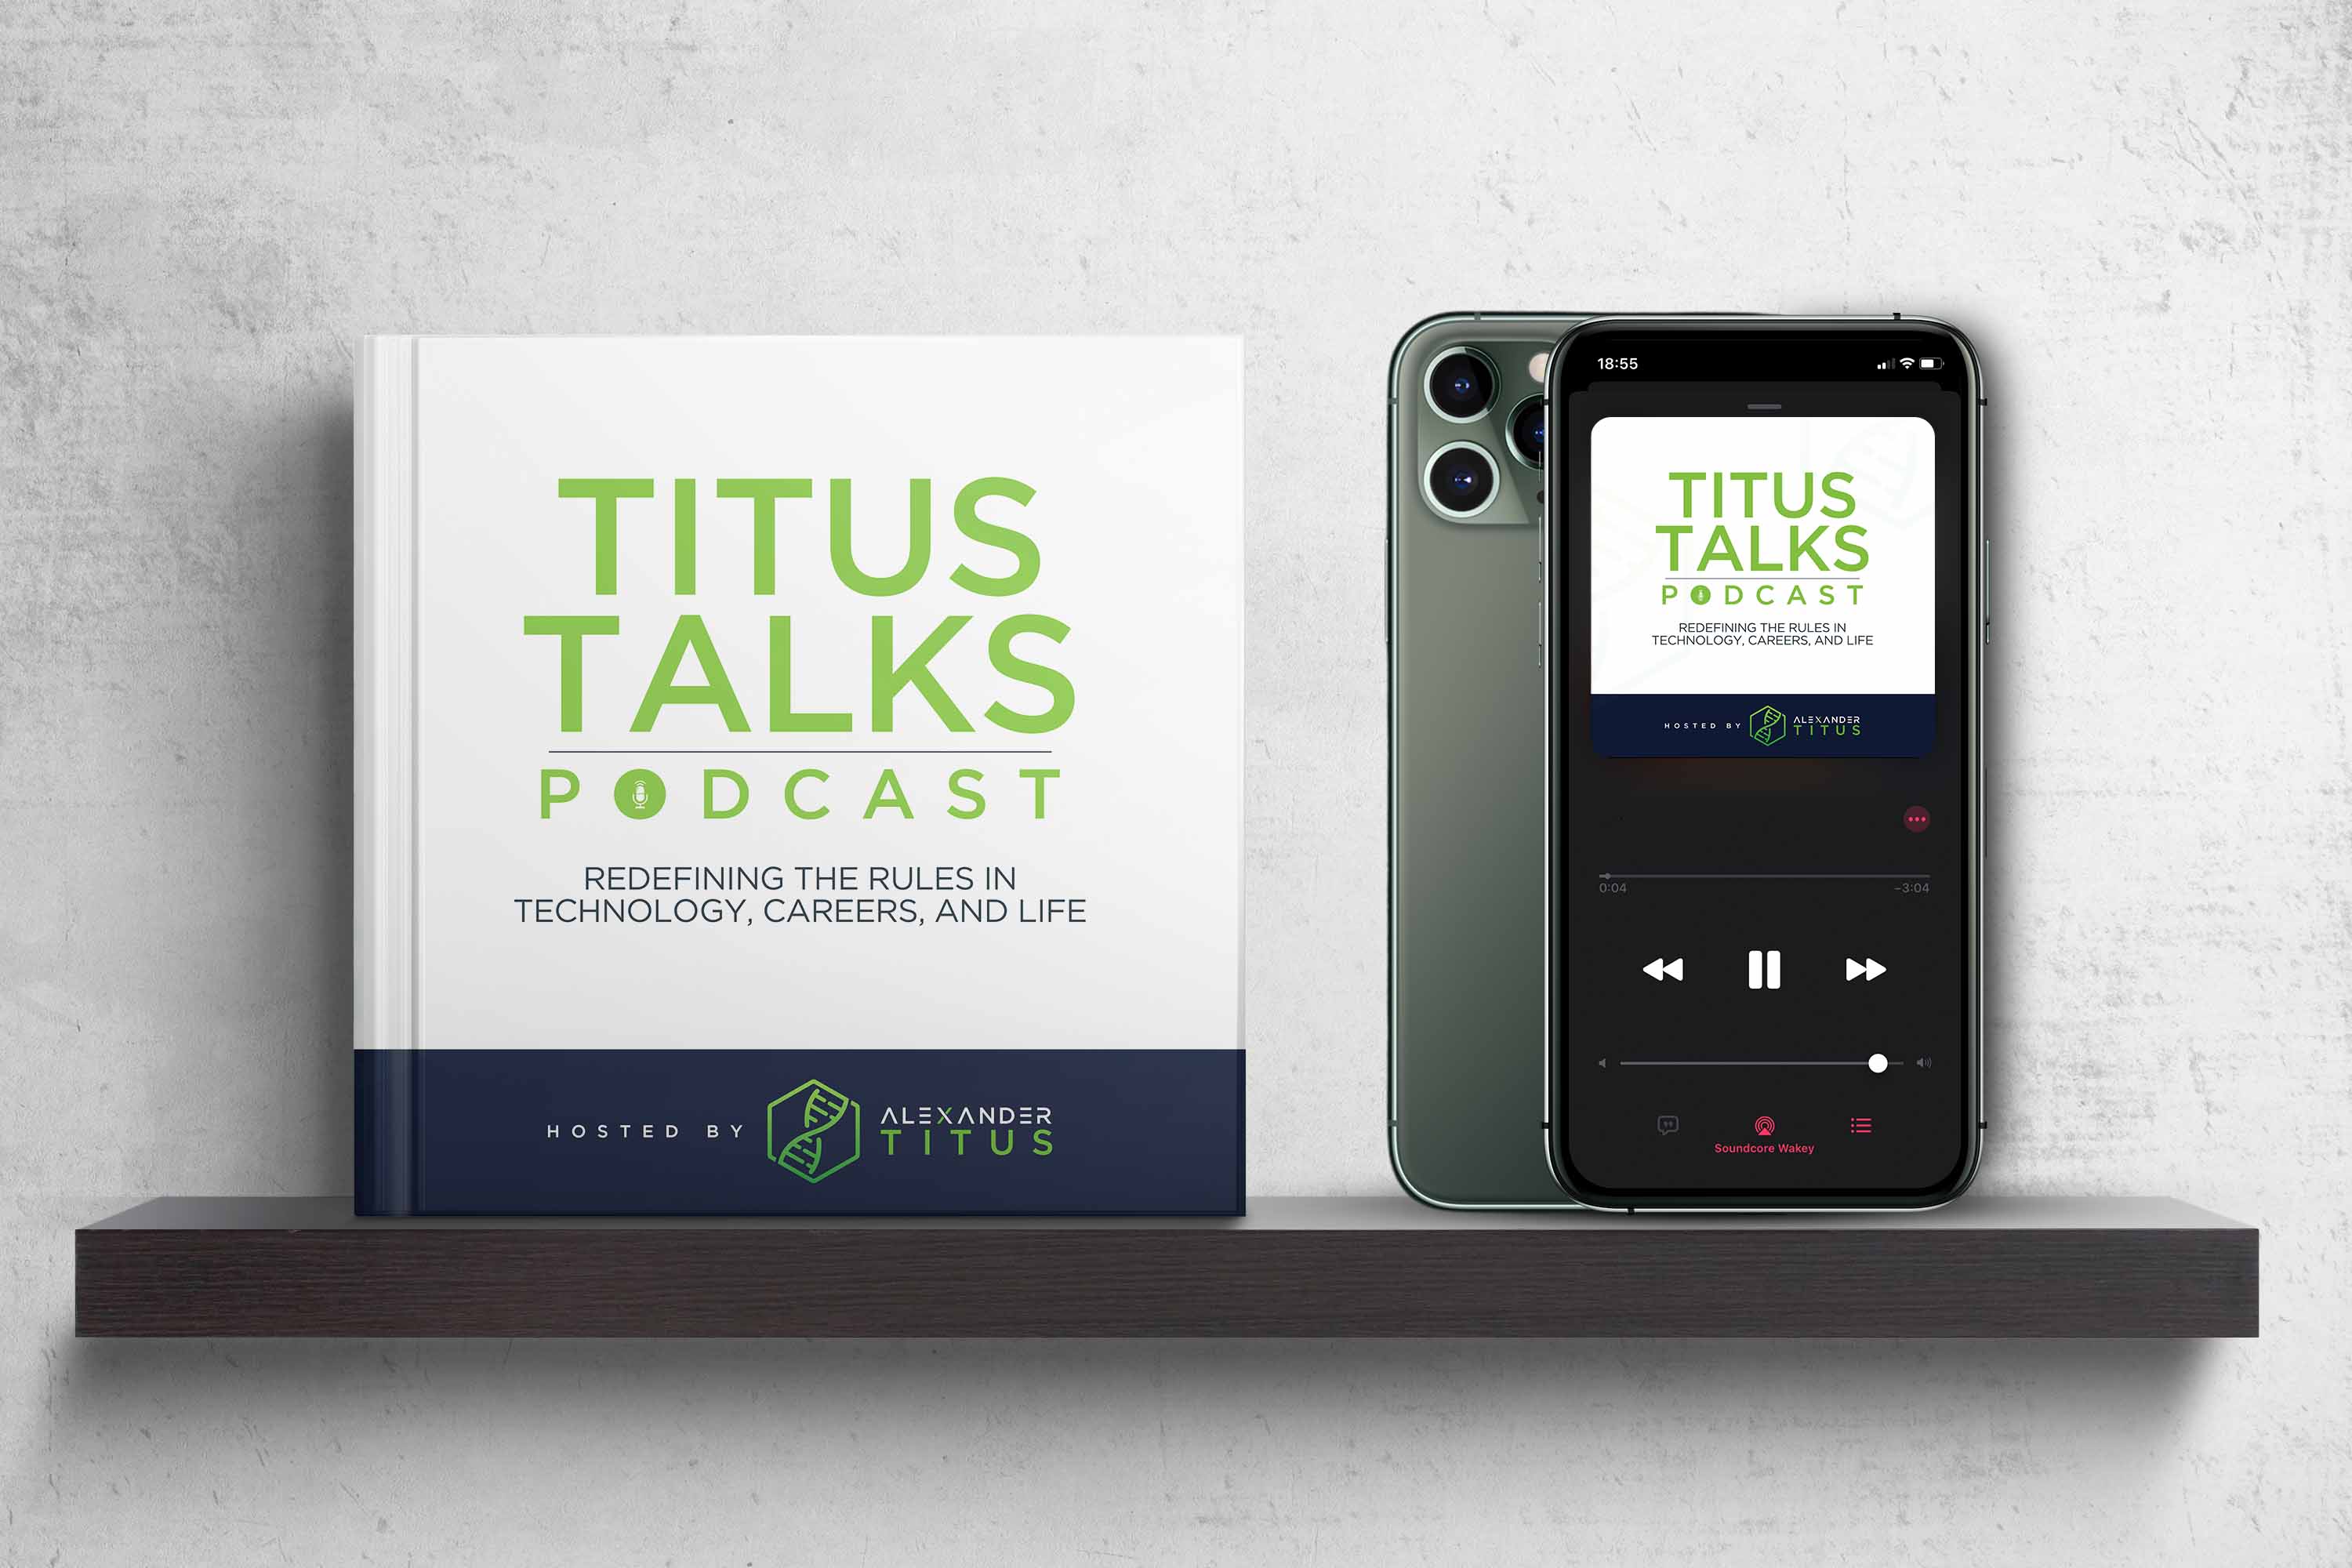 TITUS
TALKS
PODCAST
REDEFINING THE RULES IN
TECHNOLOGY, CAREERS, AND LIFE
HOSTED BY
ALEXANDER
TITUS
18:55
TITUS
TALKS
PODCAST
REDEFINING THE RULES IN
TECHNOLOGY, CAREERS, AND LIFE
HOSTED BY
ALEXANDER
TITUS
0:04 -3:04
Soundcore Wakey